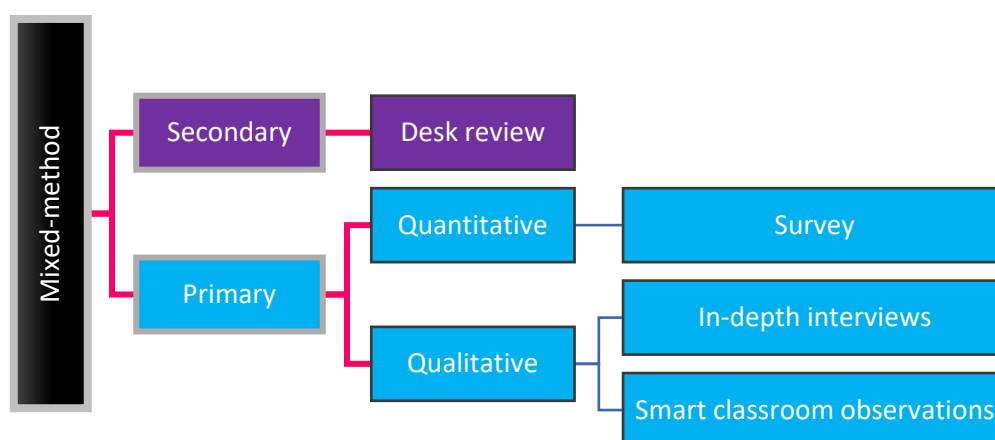 Mixed-method
Secondary
Desk review
Primary
Quantitative
Survey
Qualitative
In-depth interviews
Smart classroom observations